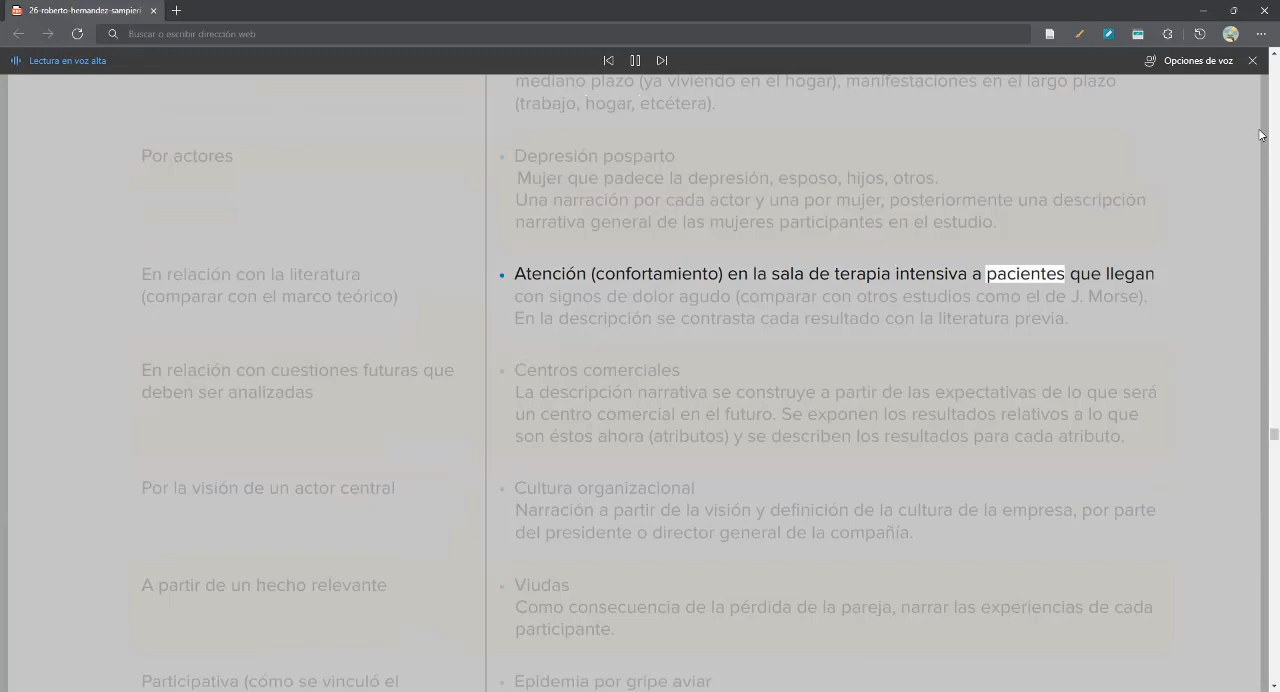 26-roberto-hernandez-sampieri
Buscar o escribir dirección web
Lectura en voz alta
Opciones de voz
mediano plazo (ya viviendo en el hogar), manifestaciones en el largo plazo
(trabajo, hogar, etcétera).
Por actores
• Depresión posparto
Mujer que padece la depresión, esposo, hijos, otros.
Una narración por cada actor y una por mujer, posteriormente una descripción
narrativa general de las mujeres participantes en el estudio.
En relación con la literatura
(comparar con el marco teórico)
• Atención (confortamiento) en la sala de terapia intensiva a pacientes que llegan
con signos de dolor agudo (comparar con otros estudios como el de J. Morse).
En la descripción se contrasta cada resultado con la literatura previa.
En relación con cuestiones futuras que
deben ser analizadas
• Centros comerciales
La descripción narrativa se construye a partir de las expectativas de lo que será
un centro comercial en el futuro. Se exponen los resultados relativos a lo que
son éstos ahora (atributos) y se describen los resultados para cada atributo.
Por la visión de un actor central
• Cultura organizacional
Narración a partir de la visión y definición de la cultura de la empresa, por parte
del presidente o director general de la compañía.
A partir de un hecho relevante
• Viudas
Como consecuencia de la pérdida de la pareja, narrar las experiencias de cada
participante.
Participativa (cómo se vinculó el
• Epidemia por gripe aviar